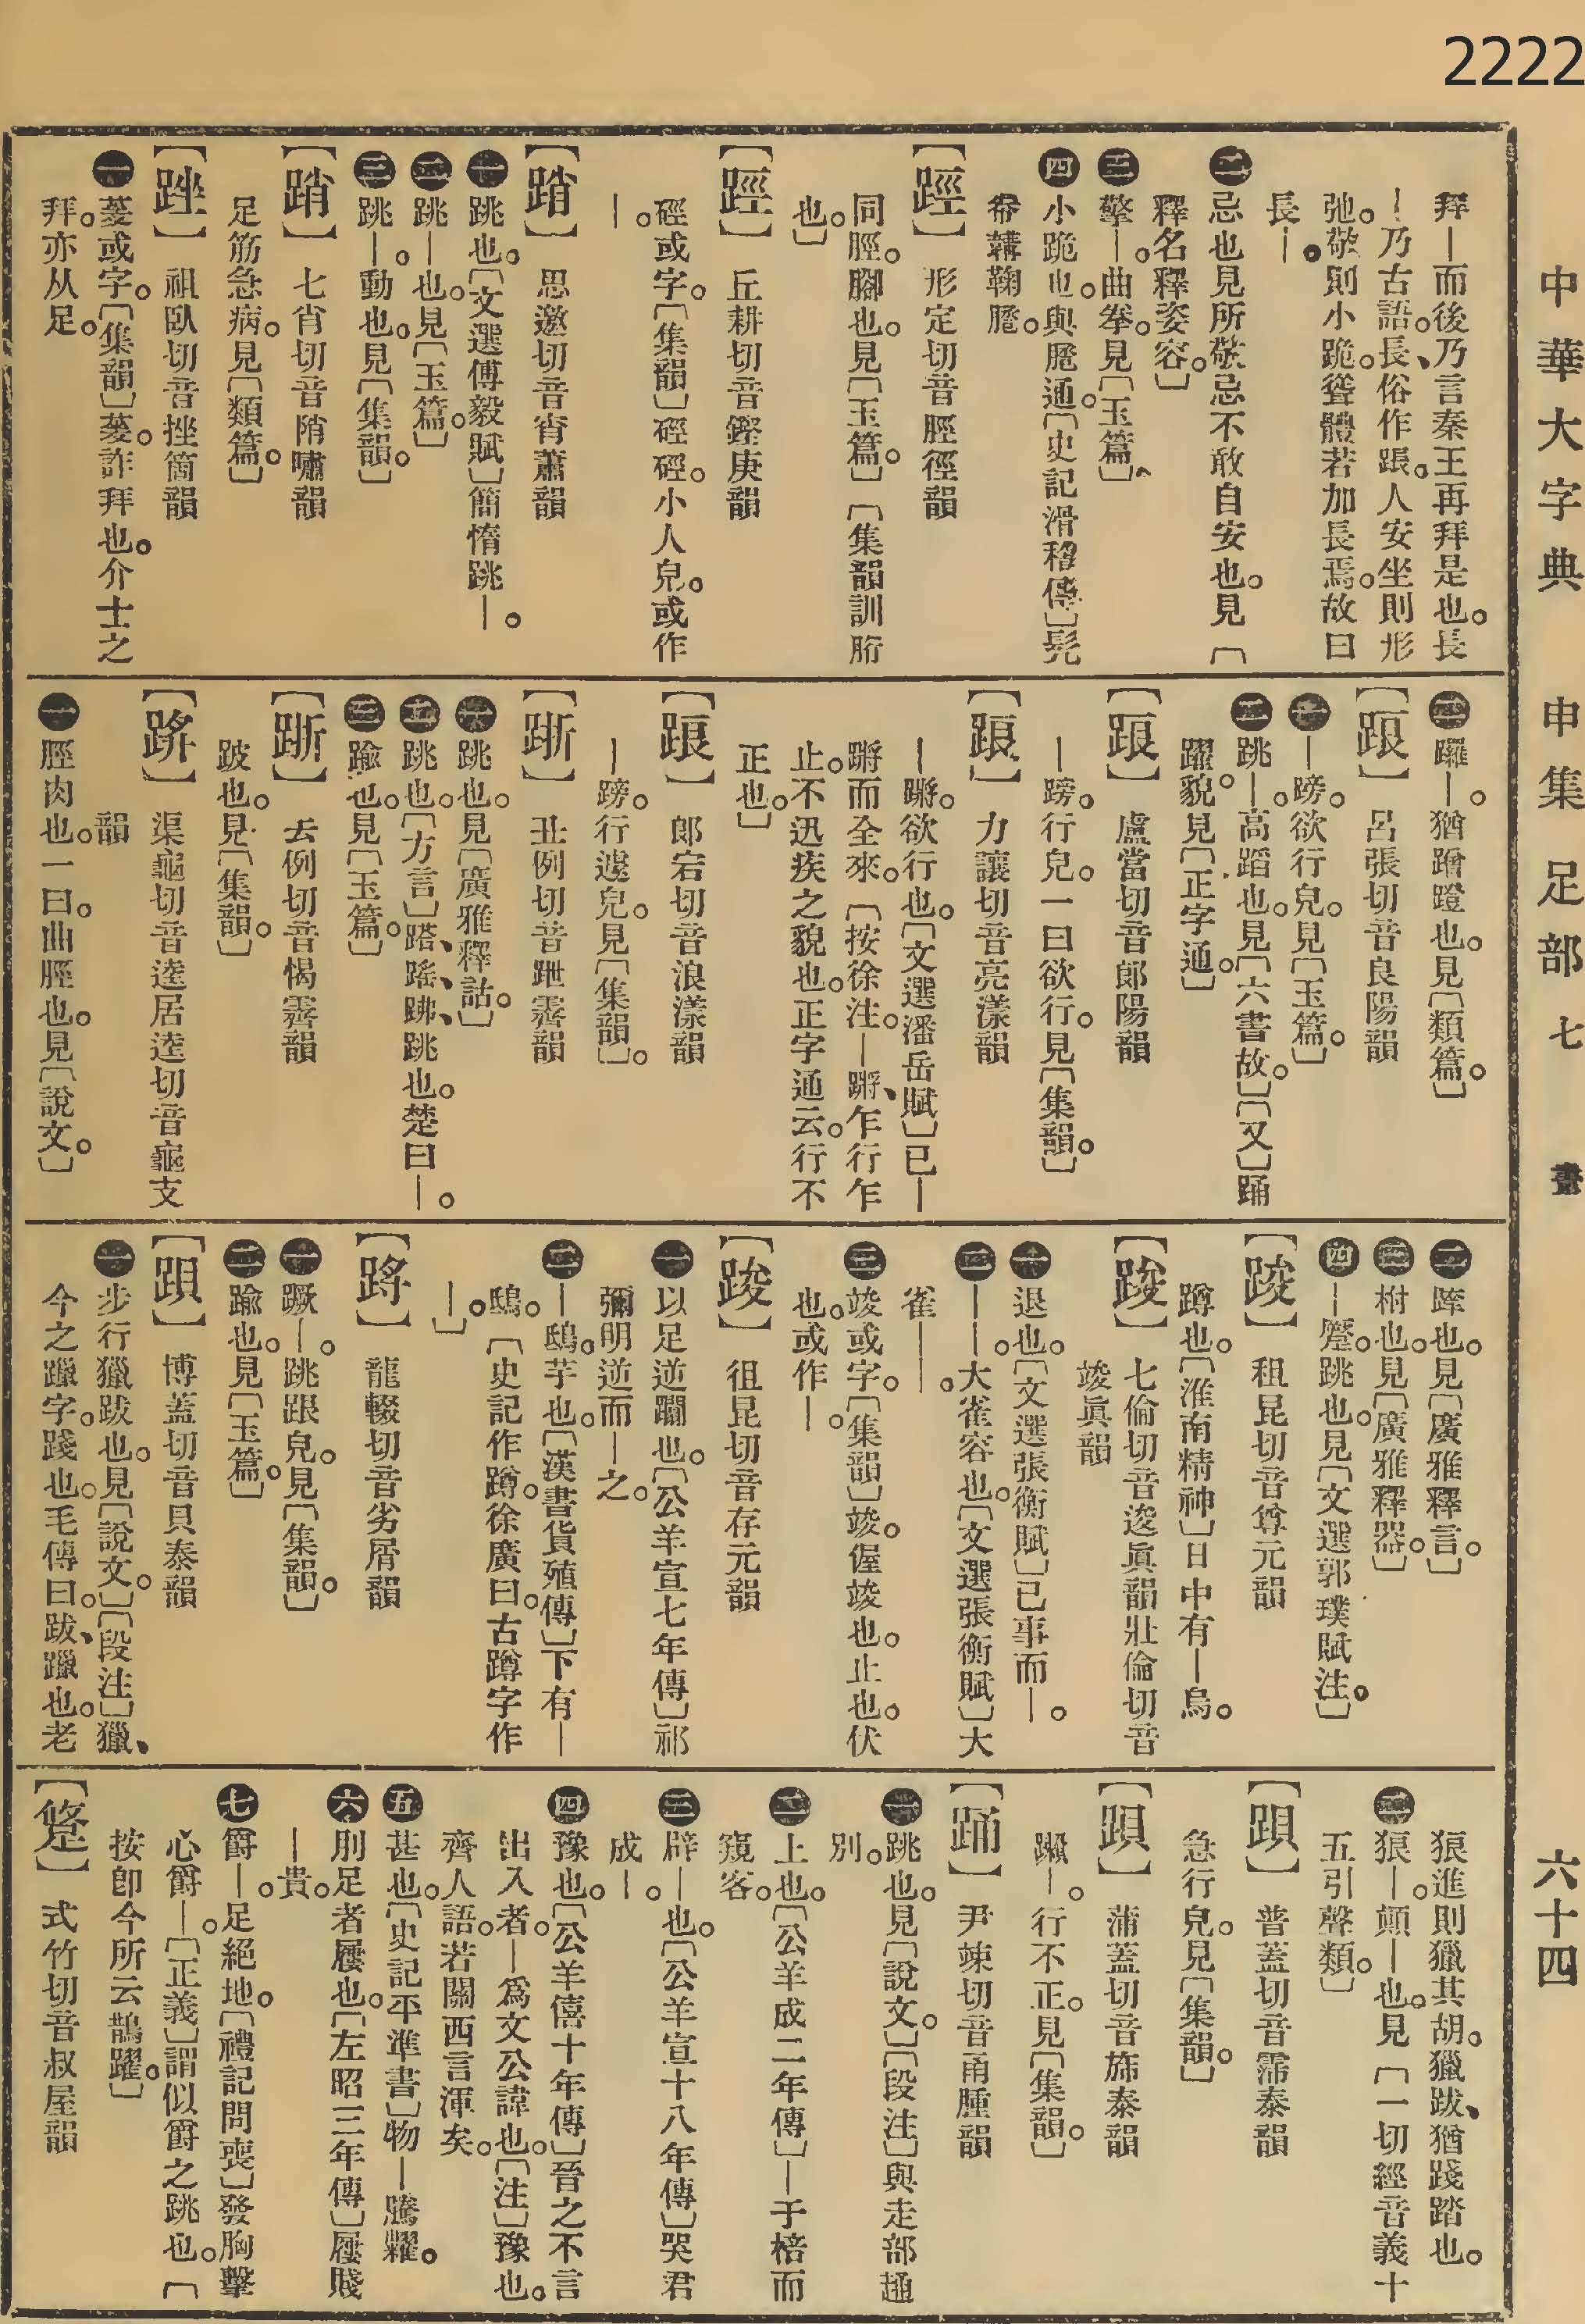 2222
中華大字典 申集 足部 七畫 六十四
拜—而後乃言秦王再拜是也。長
—乃古語。長、俗作䠆。人安坐則形
弛。敬則小跪。聳體若加長焉。故曰
長—。
二忌也見所敬忌不敢自安也。見〔
釋名釋姿容。〕
三擎—。曲拳。見〔玉篇〕。
四小跪也。與䠆通。〔史記滑稽傳〕髡
帣韝鞠䠆。
【踁】形定切音脛徑韻
同脛。腳也。見〔玉篇。〕〔集韻訓胻
也。〕
【踁】丘耕切音鏗庚韻
硜或字。〔集韻〕硜硜。小人皃。或作
—。
【踃】思邀切音宵蕭韻
一跳也。〔文選傅毅賦〕簡惰跳—。
二跳—也。見〔玉篇。〕
三跳—。動也。見〔集韻。〕
【踃】七肖切音陗嘯韻
足筋急病。見〔類篇。〕
【䟶】祖臥切音挫箇韻
一夎或字。〔集韻〕夎。詐拜也。介士之
拜。亦从足。
二躘—。猶蹭蹬也。見〔類篇。〕
【踉】呂張切音良陽韻
一—䠙。欲行皃。見〔玉篇。〕
二跳—。高蹈也。見〔六書故。〕〔又〕踊
躍貌。見〔正字通。〕
【踉】盧當切音郞陽韻
—䠙。行皃。一曰欲行。見〔集韻。〕
【踉】力讓切音亮漾韻
—蹡。欲行也。〔文選潘岳賦〕已—
蹡而全來。〔按徐注。—蹡、乍行乍
止。不迅疾之貌也。正字通云。行不
正也。〕
【踉】郞宕切音浪漾韻
—䠙。行遽皃。見〔集韻。〕
【踅】丑例切音跇霽韻
一跳也。見〔廣雅釋詁。〕
二跳也。〔方言〕踏、䠛、跳也。楚曰—。
三踰也。見〔玉篇。〕
【踅】去例切音愒霽韻
跛也。見〔集韻。〕
【䟸】渠龜切音逵居逵切音龜支
韻
一脛肉也。一曰。曲脛也。見〔說文。〕
二踤也。見〔廣雅釋言。〕
三柎也。見〔廣雅釋器。〕
四—䠥。跳也。見〔文選郭璞賦注。〕
【踆】租昆切音尊元韻
蹲也。〔淮南精神〕日中有—烏。
【踆】七倫切音逡眞韻壯倫切音
竣眞韻
一退也。〔文選張衡賦〕已事而—。
二——。大雀容也。〔文選張衡賦〕大
雀——。
三竣或字。〔集韻〕竣。偓竣也。止也。伏
也。或作—。
【踆】徂昆切音存元韻
一以足逆蹋也。〔公羊宣七年傳〕祁
彌明逆而—之。
二—鴟。芋也。〔漢書貨殖傳〕下有—
鴟。〔史記作蹲。徐廣曰。古蹲字作
—。〕
【踍】龍輟切音劣屑韻
一蹶—。跳踉皃。見〔集韻。〕
二踰也。見〔玉篇。〕
【跟】博蓋切音貝泰韻
一步行獵跋也。見〔說文。〕〔段注〕獵、
今之躐字。踐也。毛傳曰。跋、躐也。老
狼進則獵其胡。獵跋、猶踐踏也。
二狼—。顚—也。見〔一切經音義十
五引聲類。〕
【䟺】普蓋切音霈泰韻
急行皃。見〔集韻。〕
【䟺】蒲蓋切音旆泰韻
蹎—。行不正。見〔集韻。〕
【踊】尹竦切音甬腫韻
一跳也。見〔說文。〕〔段注〕與走部趙
別。
二上也。〔公羊成二年傳〕—于棓而
窺客。
三辟—也。〔公羊宣十八年傳〕哭君
成—。
四豫也。〔公羊僖十年傳〕晉之不言
出入者。—爲文公諱也。〔注〕豫也。
齊人語。若關西言渾矣。
五甚也。〔史記平準書〕物—騰糶。
六刖足者屨也。〔左昭三年傳〕屨賤
—貴。
七爵—。足絕地。〔禮記問喪〕發胸擊
心爵—。〔正義〕謂似爵之跳也。〔
按卽今所云鵲躍。〕
【䟾】式竹切音叔屋韻